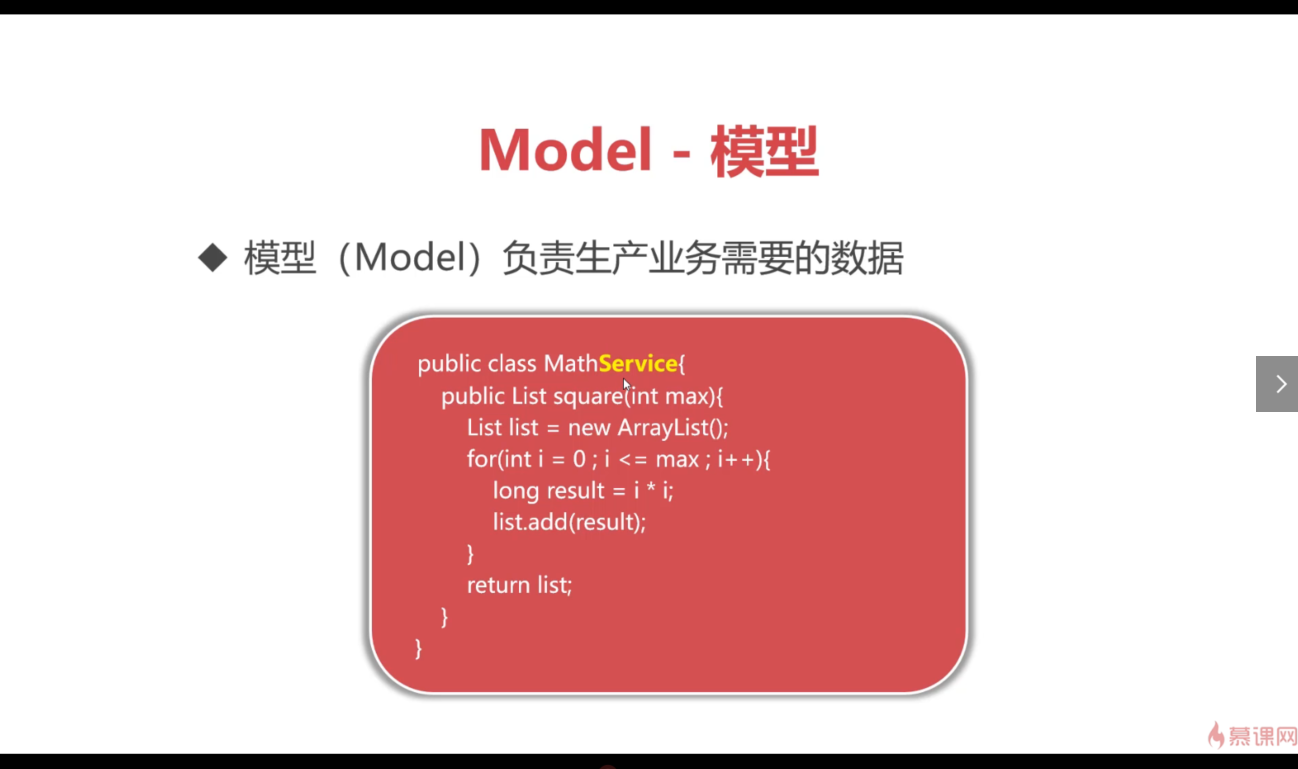 Model - 模型
◆ 模型（Model）负责生产业务需要的数据
public class MathService{
public List square(int max){
List list = new ArrayList();
for(int i = 0 ; i <= max ; i++){
long result = i * i;
list.add(result);
}
return list;
}
}
慕课网